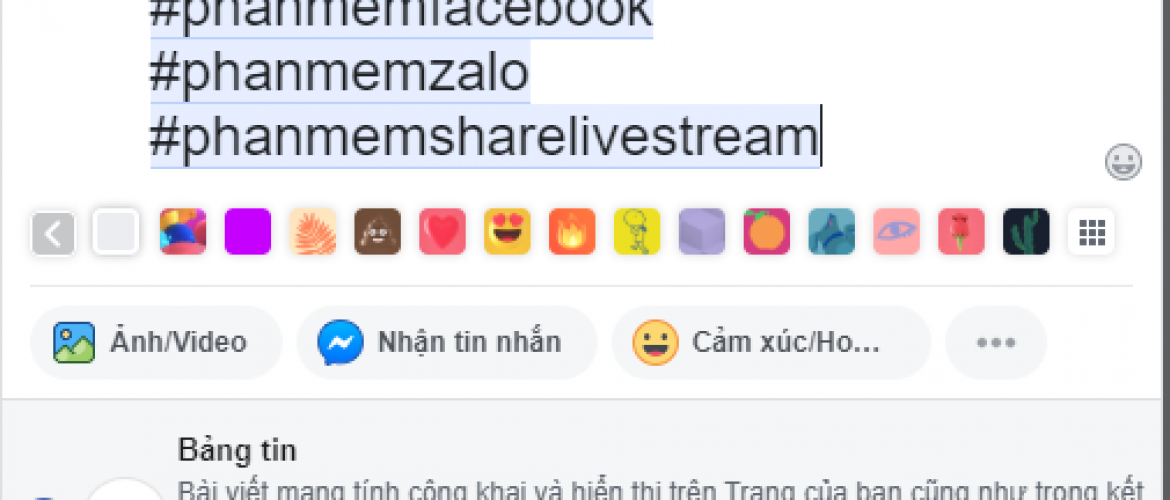 #phanmemfacebook
#phanmemzalo
#phanmemsharelivestream
Ảnh/Video
Nhận tin nhắn
Cảm xúc/Ho...
Bảng tin
Bài viết mang tính công khai và hiển thị trên Trang của bạn cũng như trong kết